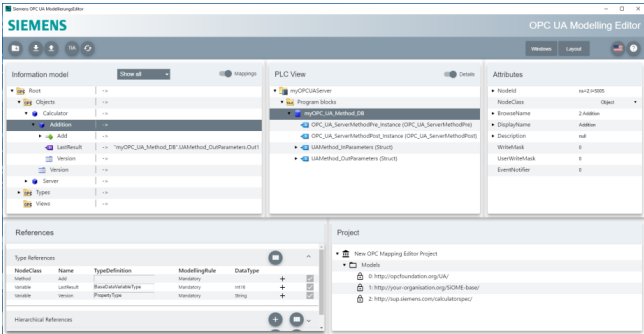 Siemens OPC UA ModellierungsEditor
SIEMENS
OPC UA Modelling Editor
UA
Windows
Layout
Information model
Show all
Mappings
Root
->
Objects
->
Calculator
->
Addition
->
Add
->
LastResult
-> "myOPC_UA_Method_DB".UAMethod_OutParameters.Out1
Version
->
Version
->
Server
->
Types
->
Views
->
PLC View
Details
myOPCUAServer
Program blocks
myOPC_UA_Method_DB
OPC_UA_ServerMethodPre_Instance (OPC_UA_ServerMethodPre)
OPC_UA_ServerMethodPost_Instance (OPC_UA_ServerMethodPost)
UAMethod_InParameters (Struct)
UAMethod_OutParameters (Struct)
Attributes
NodeId
ns=2;i=5005
NodeClass
Object
BrowseName
2:Addition
DisplayName
Addition
Description
null
WriteMask
0
UserWriteMask
0
EventNotifier
0
References
Type References
NodeClass Name TypeDefinition ModellingRule DataType
Method Add Mandatory
Variable LastResult BaseDataVariableType Mandatory Int16
Variable Version PropertyType Mandatory String
Hierarchical References
Project
New OPC Mapping Editor Project
Models
0: http://opcfoundation.org/UA/
1: http://your-organisation.org/SIOME-base/
2: http://sup.siemens.com/calculatorspec/